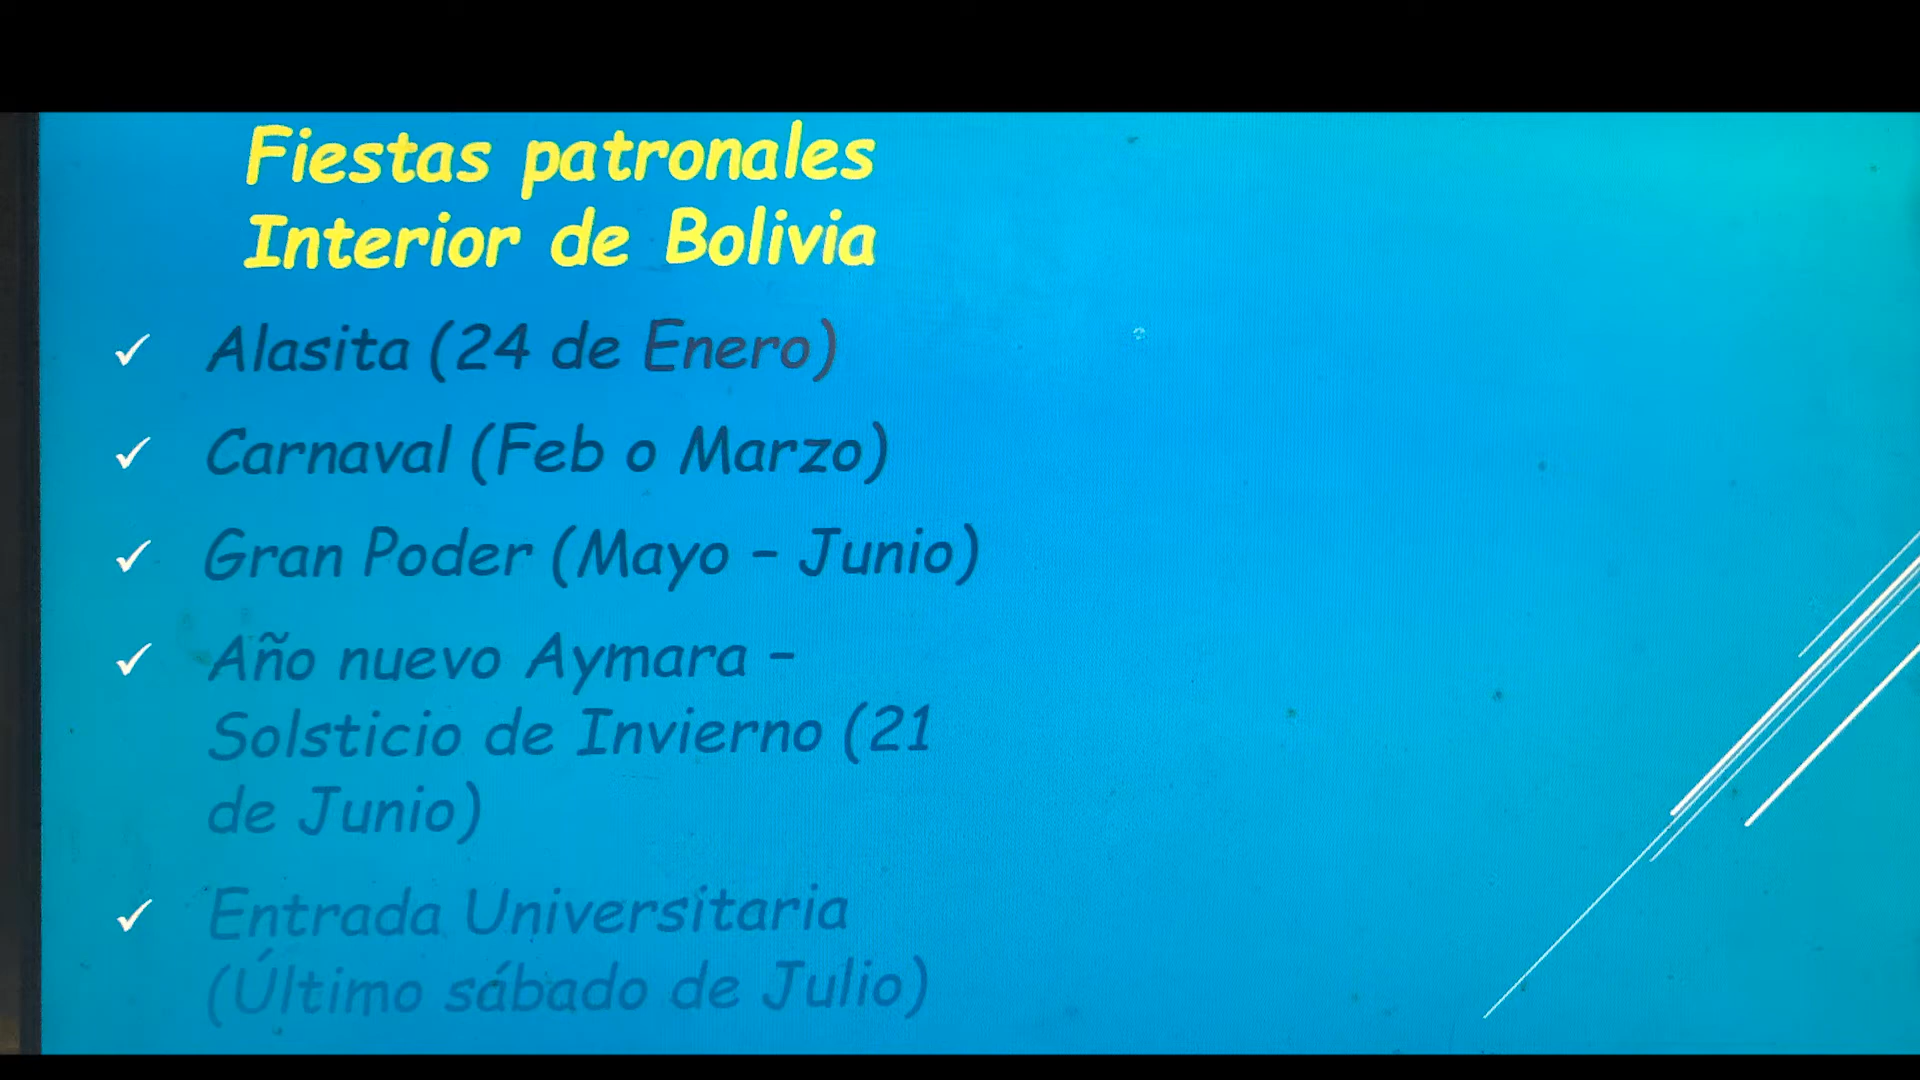 Fiestas patronales
Interior de Bolivia
✓ Alasita (24 de Enero)
✓ Carnaval (Feb o Marzo)
✓ Gran Poder (Mayo – Junio)
✓ Año nuevo Aymara –
Solsticio de Invierno (21
de Junio)
✓ Entrada Universitaria
(Último sábado de Julio)